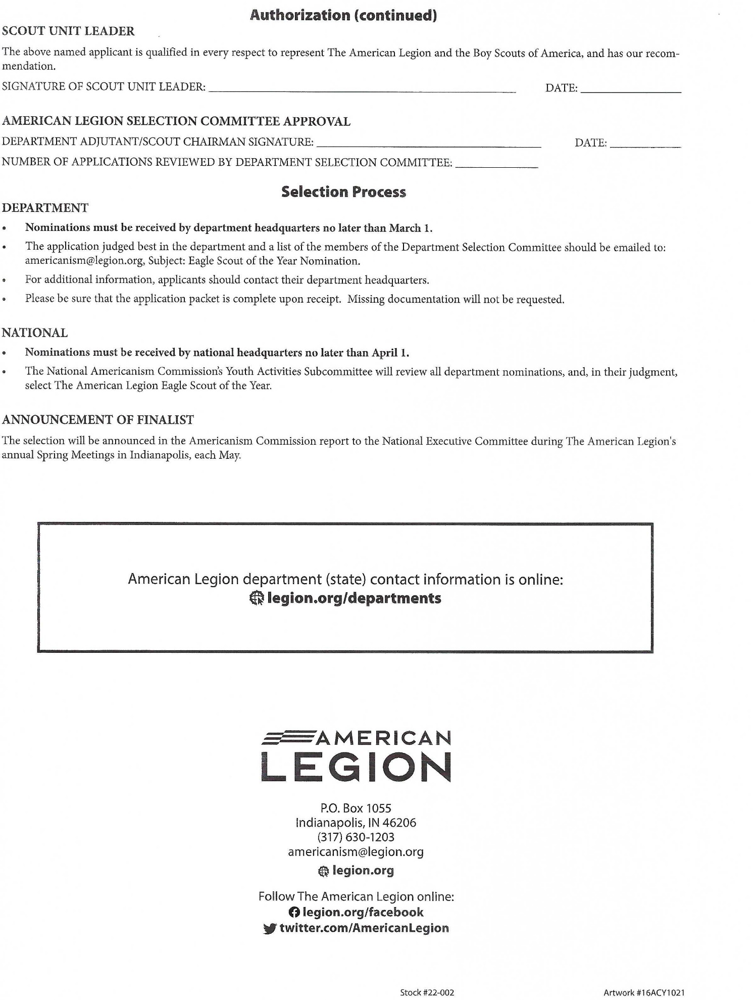 Authorization (continued)
SCOUT UNIT LEADER
The above named applicant is qualified in every respect to represent The American Legion and the Boy Scouts of America, and has our recom-
mendation.
SIGNATURE OF SCOUT UNIT LEADER: ____________ DATE: ____________
AMERICAN LEGION SELECTION COMMITTEE APPROVAL
DEPARTMENT ADJUTANT/SCOUT CHAIRMAN SIGNATURE: ____________ DATE: ____________
NUMBER OF APPLICATIONS REVIEWED BY DEPARTMENT SELECTION COMMITTEE: ____________
Selection Process
DEPARTMENT
• Nominations must be received by department headquarters no later than March 1.
• The application judged best in the department and a list of the members of the Department Selection Committee should be emailed to:
americanism@legion.org, Subject: Eagle Scout of the Year Nomination.
• For additional information, applicants should contact their department headquarters.
• Please be sure that the application packet is complete upon receipt.  Missing documentation will not be requested.
NATIONAL
• Nominations must be received by national headquarters no later than April 1.
• The National Americanism Commission's Youth Activities Subcommittee will review all department nominations, and, in their judgment,
select The American Legion Eagle Scout of the Year.
ANNOUNCEMENT OF FINALIST
The selection will be announced in the Americanism Commission report to the National Executive Committee during The American Legion's
annual Spring Meetings in Indianapolis, each May.
American Legion department (state) contact information is online:
legion.org/departments
AMERICAN
LEGION
P.O. Box 1055
Indianapolis, IN 46206
(317) 630-1203
americanism@legion.org
legion.org
Follow The American Legion online:
legion.org/facebook
twitter.com/AmericanLegion
Stock #22-002 Artwork #16ACY1021